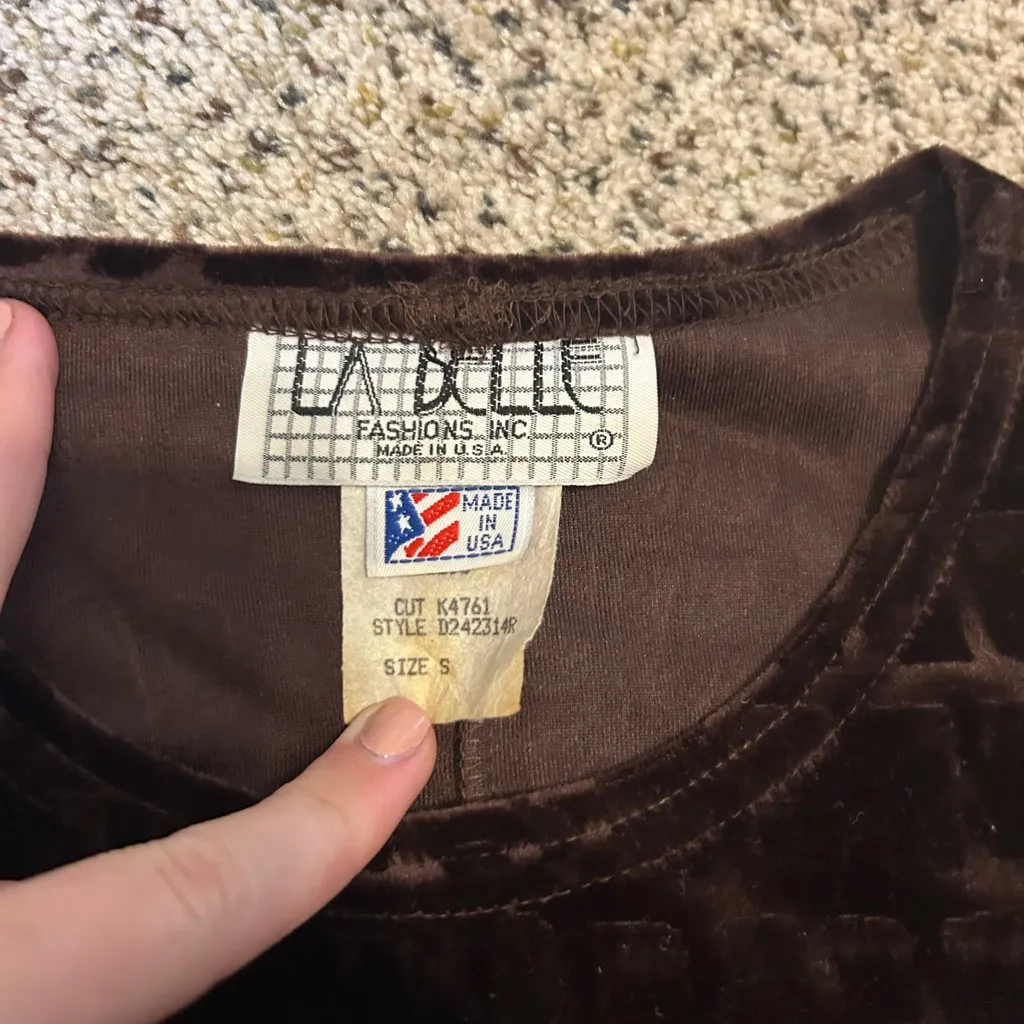 LA BELLE
FASHIONS, INC.
®
MADE IN U.S.A.
MADE
IN
USA
CUT K4761
STYLE D242314R
SIZE S